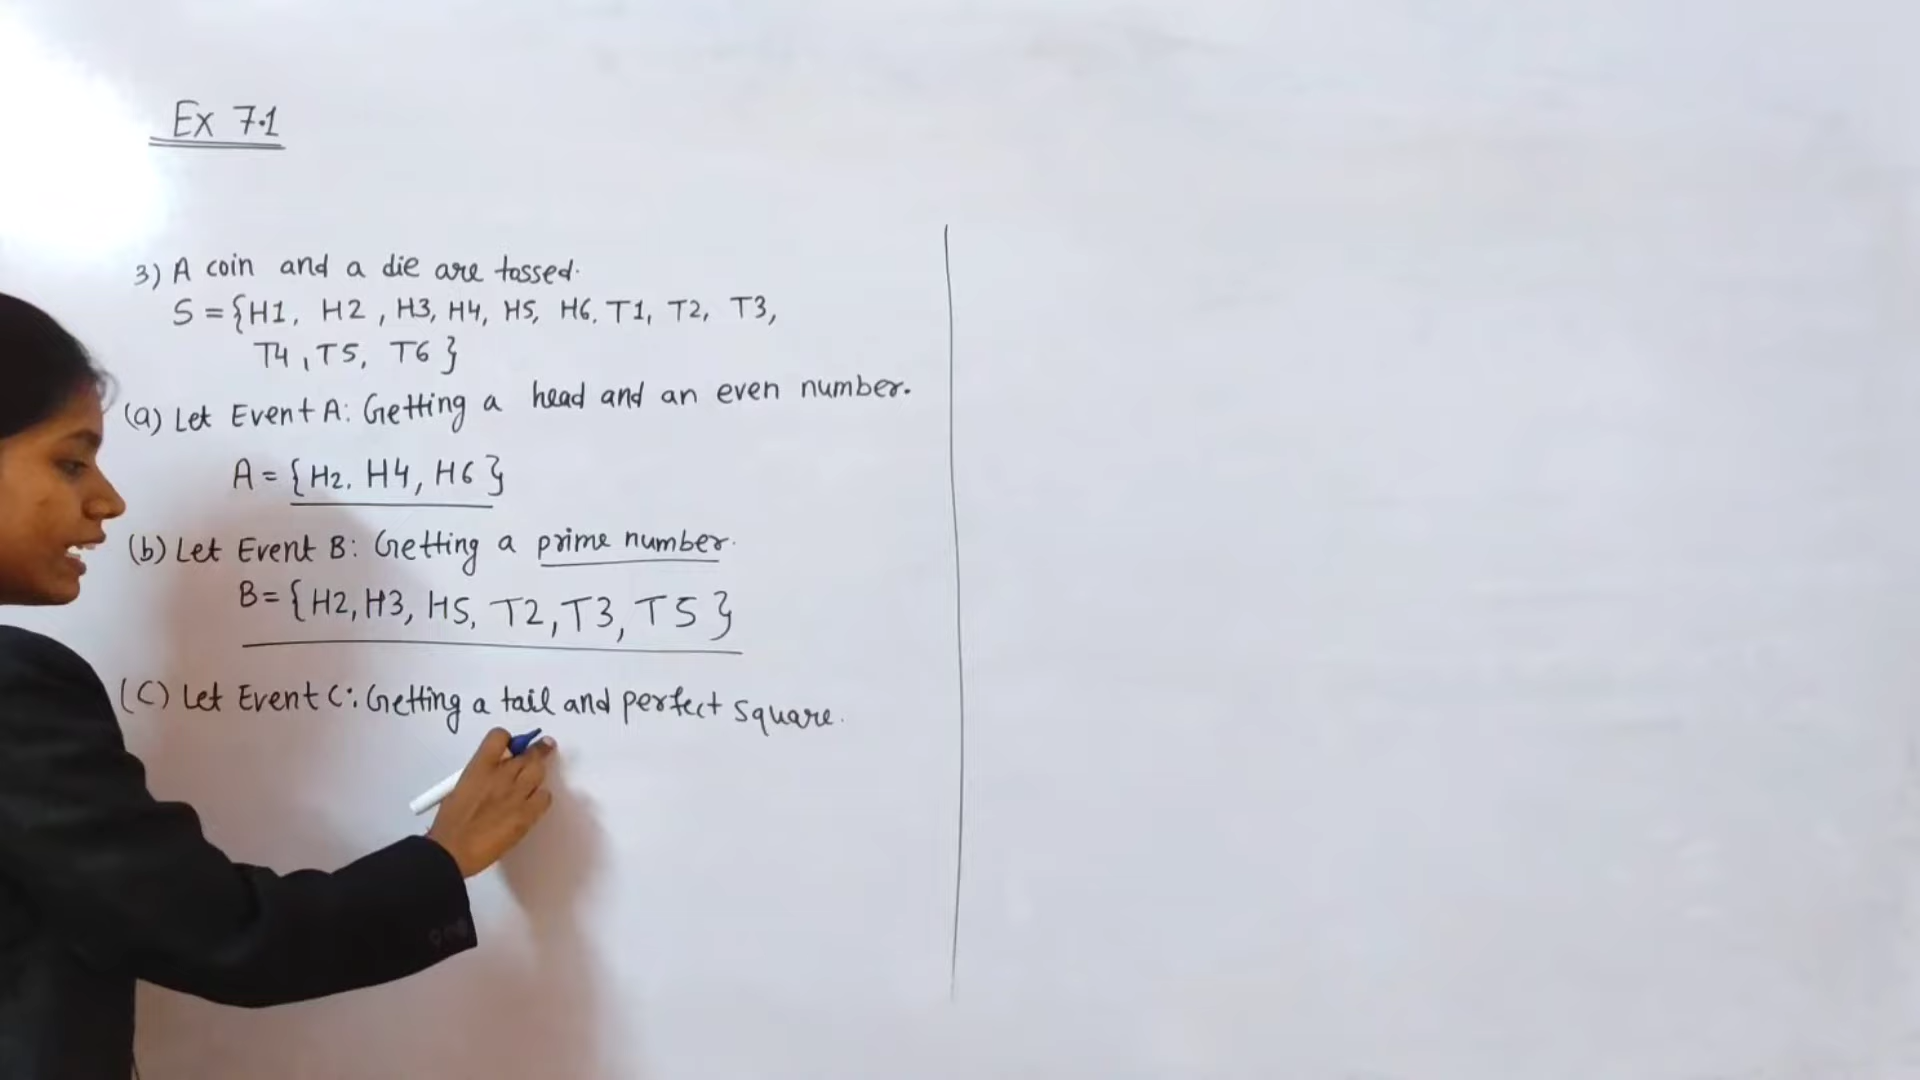 Ex 7.1
3) A coin and a die are tossed.
S = {H1, H2, H3, H4, H5, H6, T1, T2, T3,
T4, T5, T6}
(a) Let Event A: Getting a head and an even number.
A = {H2, H4, H6}
(b) Let Event B: Getting a prime number.
B = {H2, H3, H5, T2, T3, T5}
(C) Let Event C: Getting a tail and perfect square.